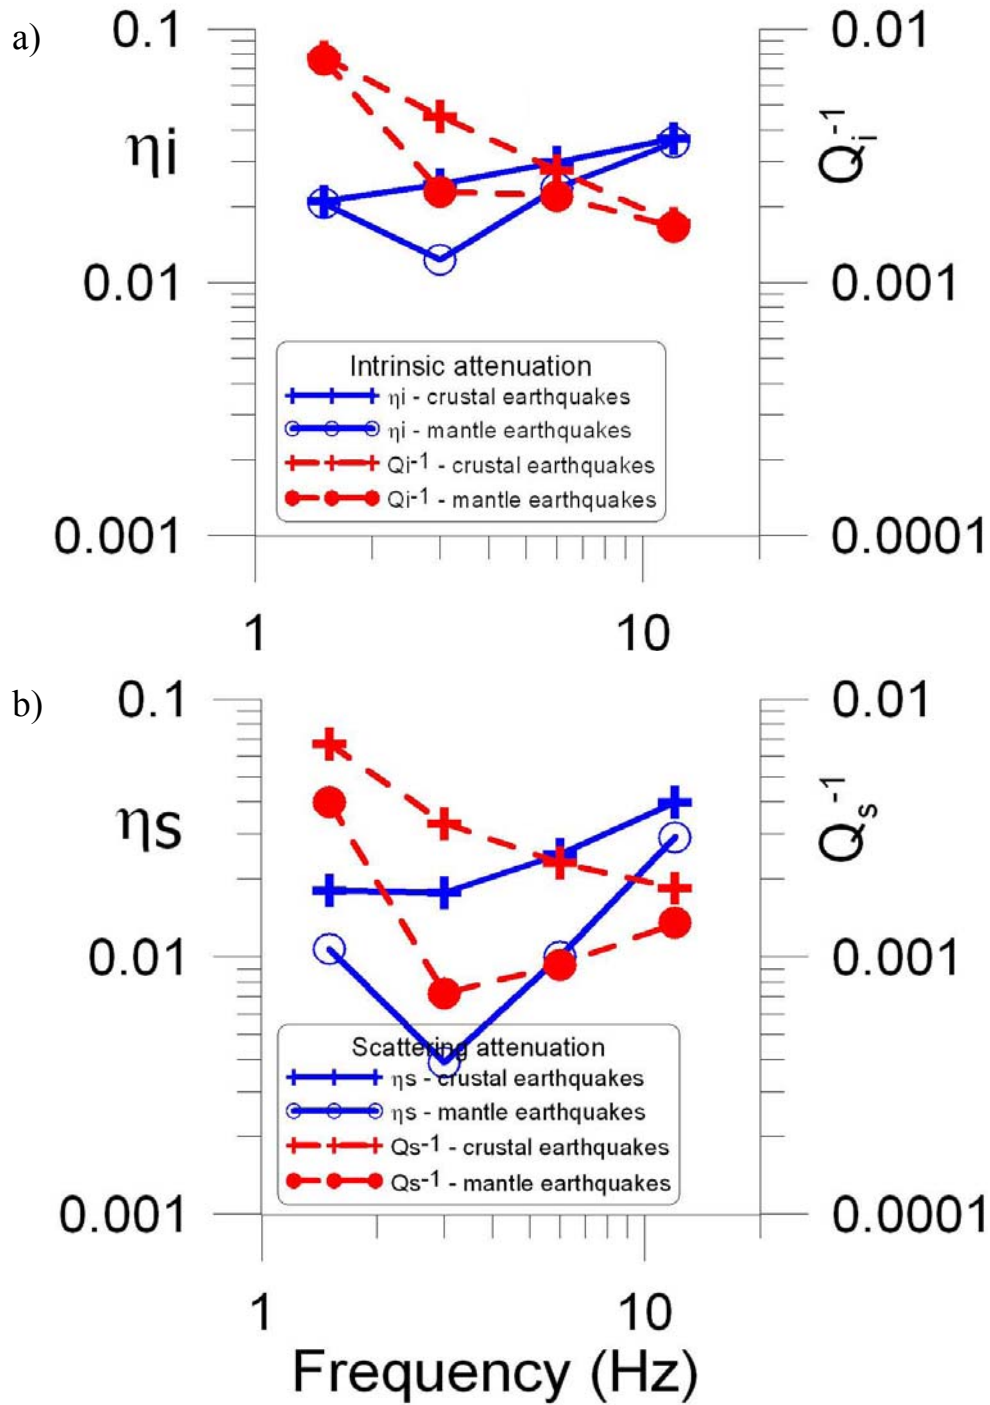 a)
0.1
0.01
ηi
Qi-1
0.01
0.001
Intrinsic attenuation
ηi - crustal earthquakes
ηi - mantle earthquakes
Qi-1 - crustal earthquakes
Qi-1 - mantle earthquakes
0.001
0.0001
1
10
b)
0.1
0.01
ηs
Qs-1
0.01
0.001
Scattering attenuation
ηs - crustal earthquakes
ηs - mantle earthquakes
Qs-1 - crustal earthquakes
Qs-1 - mantle earthquakes
0.001
0.0001
1
10
Frequency (Hz)